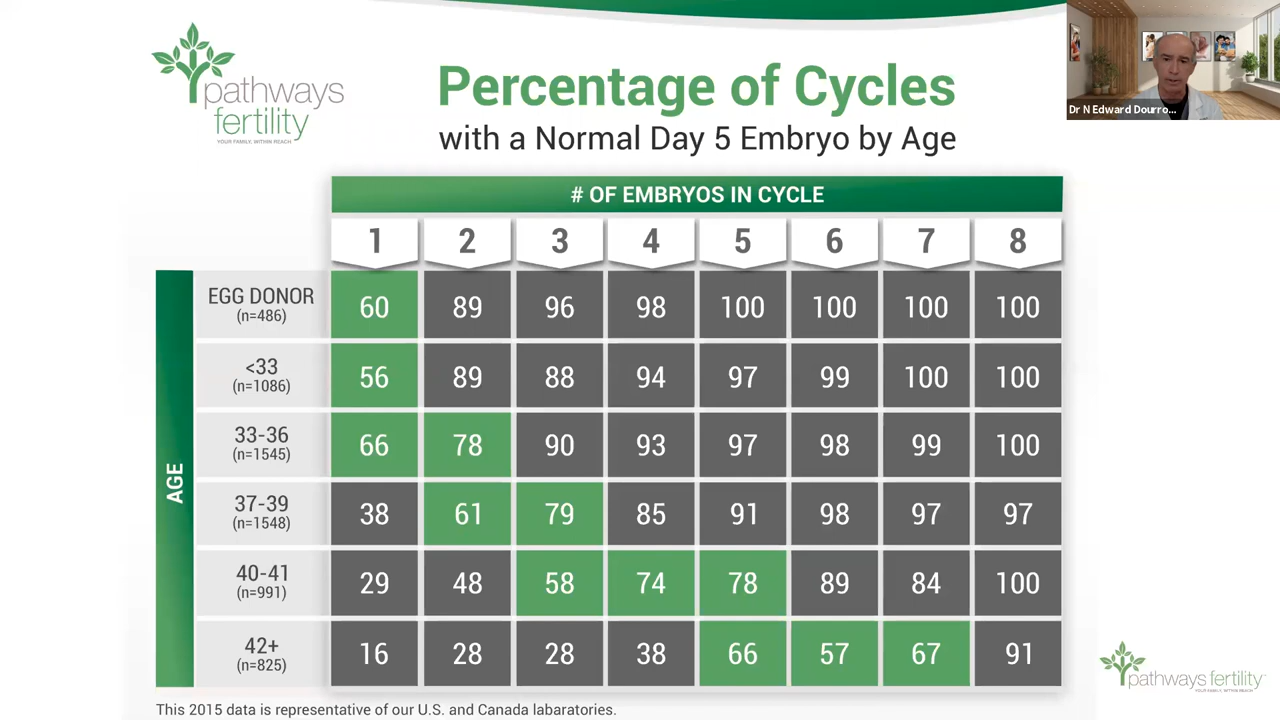 pathways
fertility
YOUR FAMILY, WITHIN REACH
Percentage of Cycles
with a Normal Day 5 Embryo by Age
Dr N Edward Dourro...
# OF EMBRYOS IN CYCLE
1 2 3 4 5 6 7 8
AGE
EGG DONOR
(n=486)
60 89 96 98 100 100 100 100
<33
(n=1086)
56 89 88 94 97 99 100 100
33-36
(n=1545)
66 78 90 93 97 98 99 100
37-39
(n=1548)
38 61 79 85 91 98 97 97
40-41
(n=991)
29 48 58 74 78 89 84 100
42+
(n=825)
16 28 28 38 66 57 67 91
pathways fertility
YOUR FAMILY, WITHIN REACH
This 2015 data is representative of our U.S. and Canada labaratories.